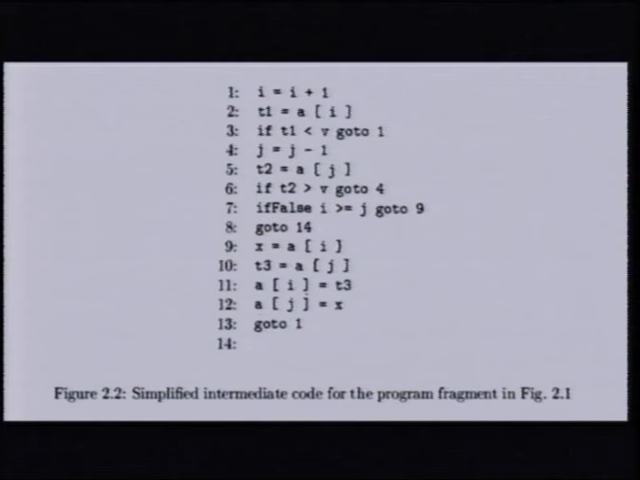 1: i = i + 1
2: t1 = a [ i ]
3: if t1 < v goto 1
4: j = j - 1
5: t2 = a [ j ]
6: if t2 > v goto 4
7: ifFalse i >= j goto 9
8: goto 14
9: x = a [ i ]
10: t3 = a [ j ]
11: a [ i ] = t3
12: a [ j ] = x
13: goto 1
14:
Figure 2.2: Simplified intermediate code for the program fragment in Fig. 2.1